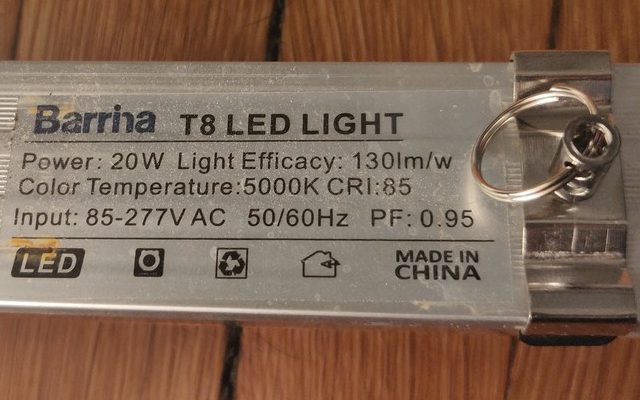 Barrina T8 LED LIGHT
Power: 20W Light Efficacy: 130lm/w
Color Temperature:5000K CRI:85
Input: 85-277V AC 50/60Hz PF: 0.95
LED MADE IN
CHINA